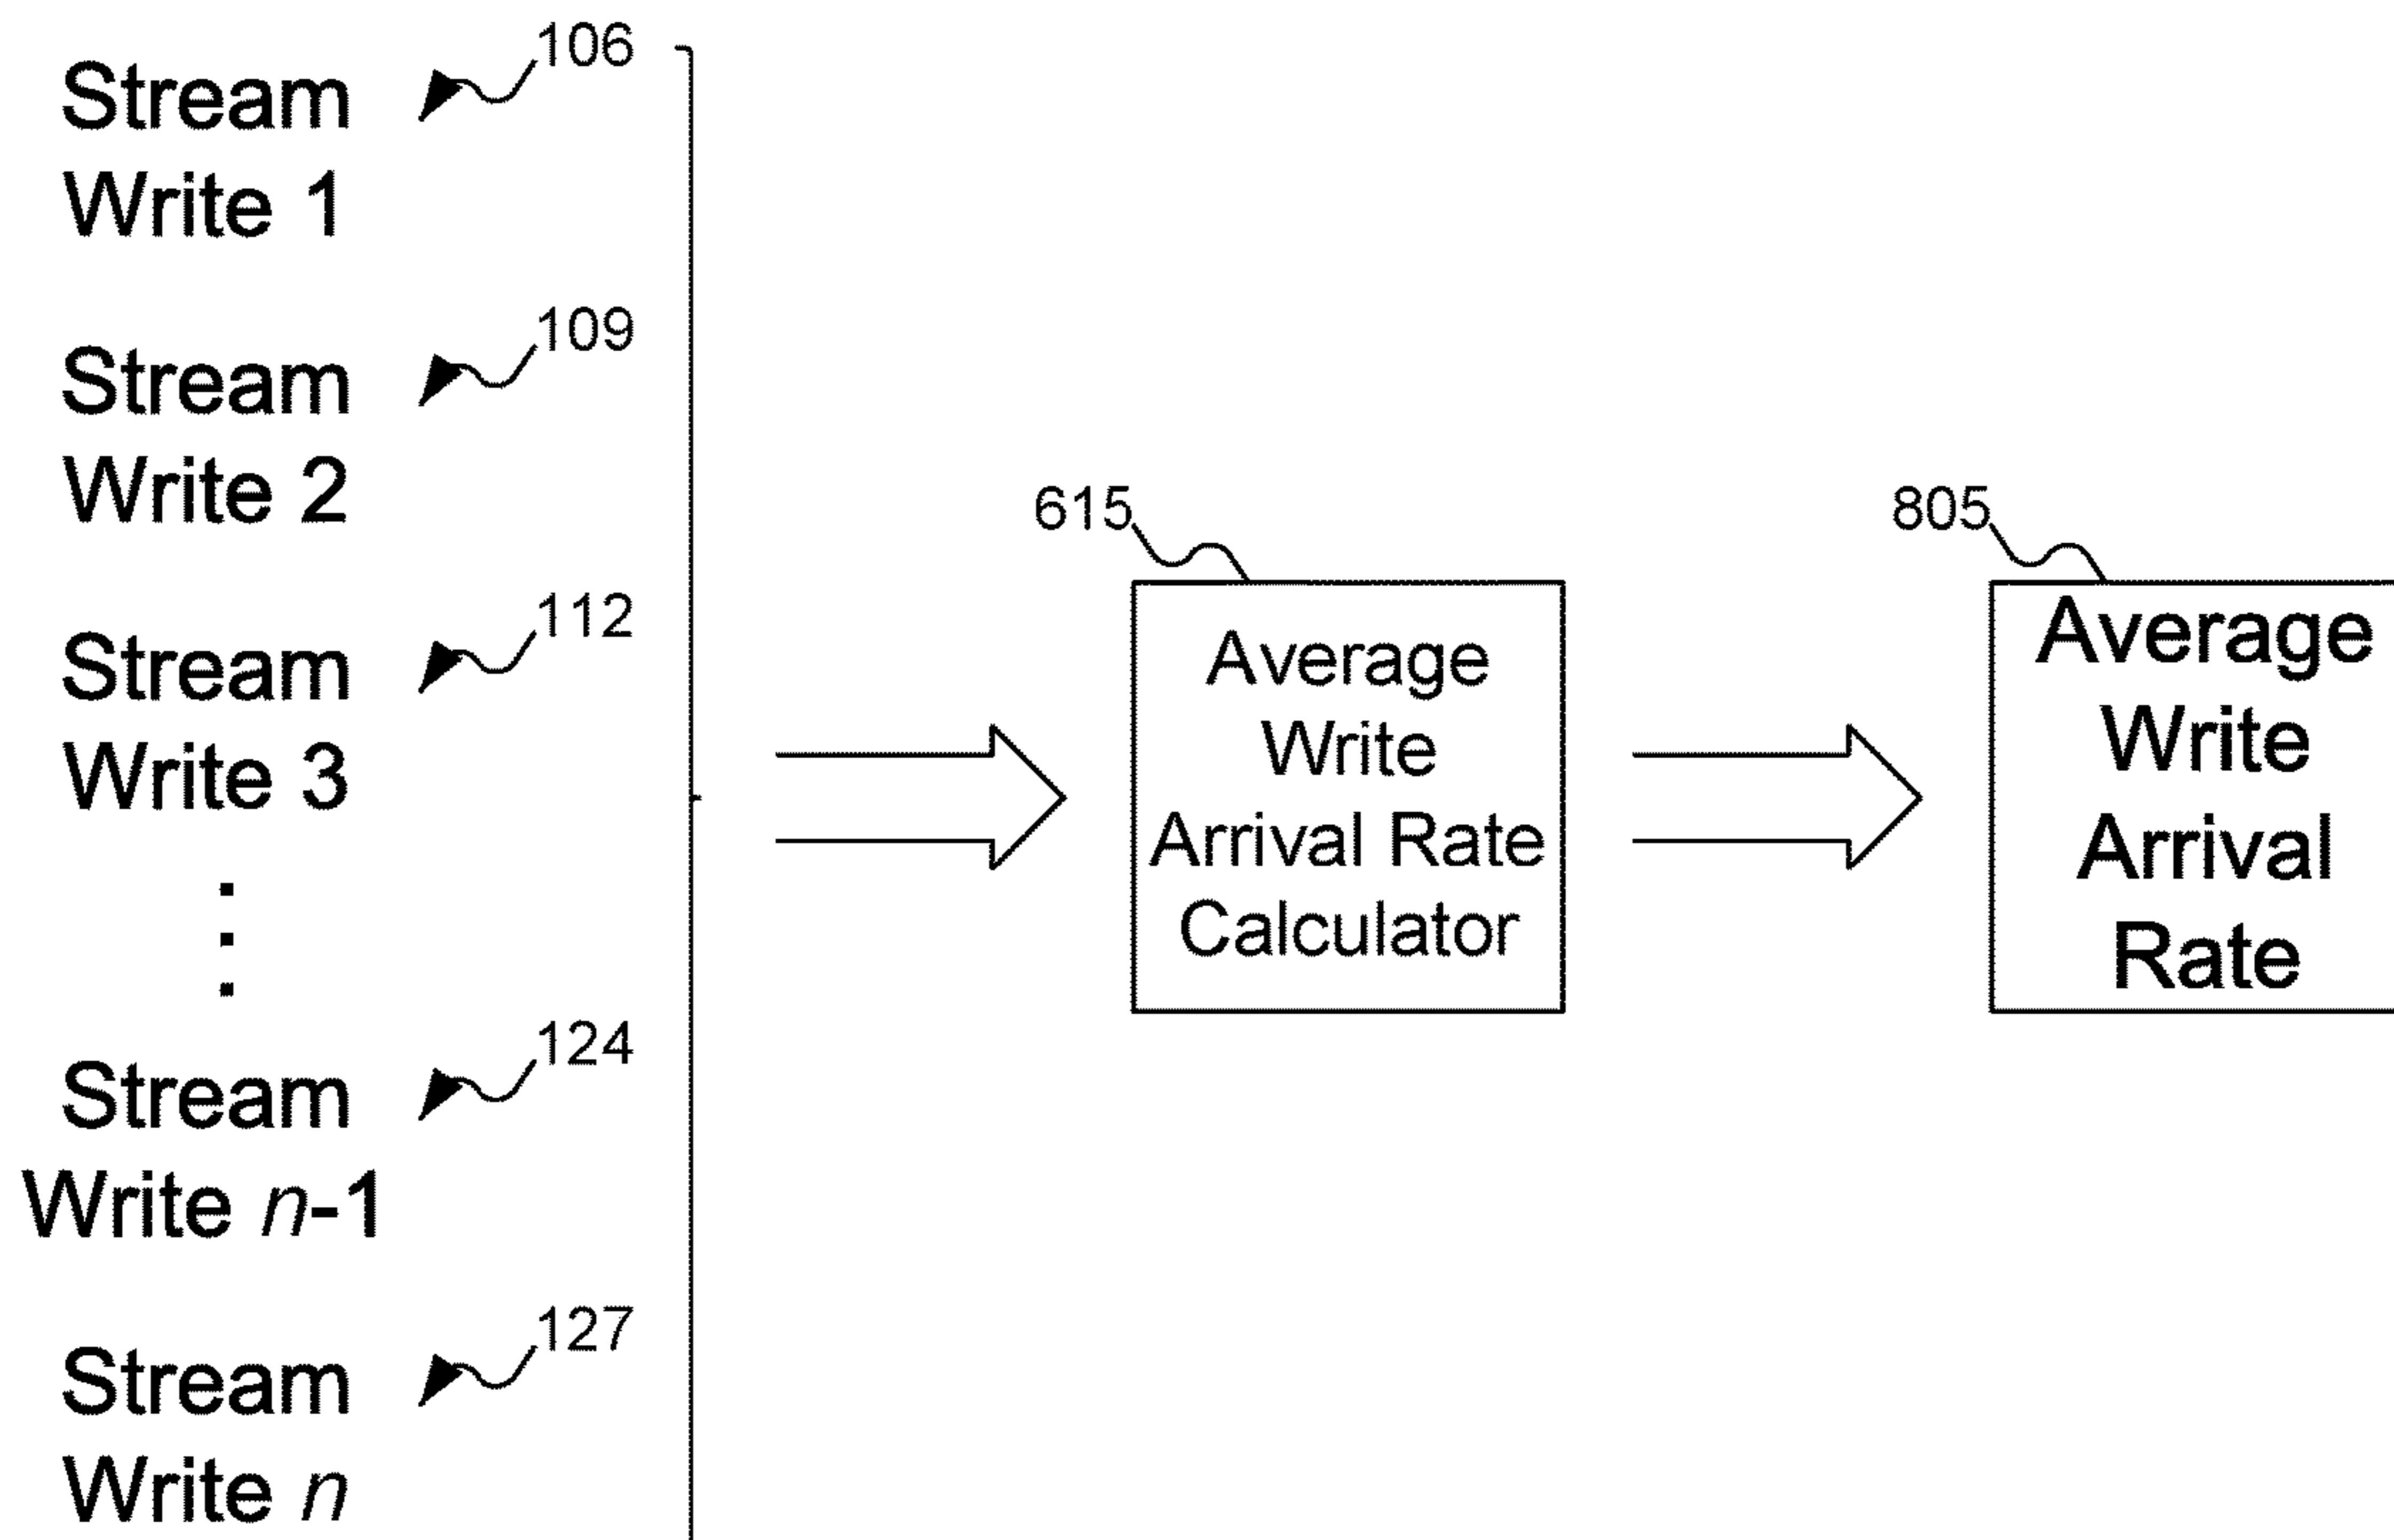 106
Stream
Write 1
109
Stream
Write 2
112
Stream
Write 3
124
Stream
Write n-1
127
Stream
Write n
615
Average
Write
Arrival Rate
Calculator
805
Average
Write
Arrival
Rate